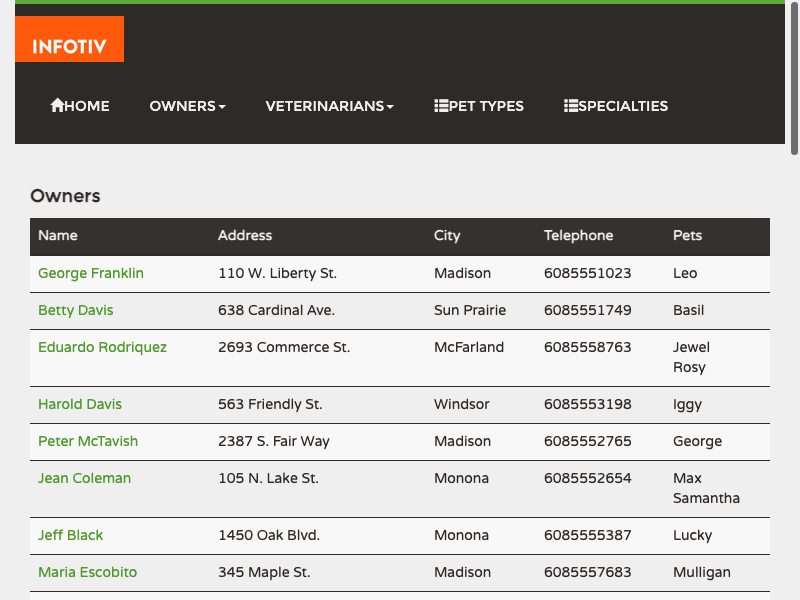 INFOTIV
HOME OWNERS VETERINARIANS PET TYPES SPECIALTIES
Owners
Name Address City Telephone Pets
George Franklin 110 W. Liberty St. Madison 6085551023 Leo
Betty Davis 638 Cardinal Ave. Sun Prairie 6085551749 Basil
Eduardo Rodriquez 2693 Commerce St. McFarland 6085558763 Jewel
Rosy
Harold Davis 563 Friendly St. Windsor 6085553198 Iggy
Peter McTavish 2387 S. Fair Way Madison 6085552765 George
Jean Coleman 105 N. Lake St. Monona 6085552654 Max
Samantha
Jeff Black 1450 Oak Blvd. Monona 6085555387 Lucky
Maria Escobito 345 Maple St. Madison 6085557683 Mulligan